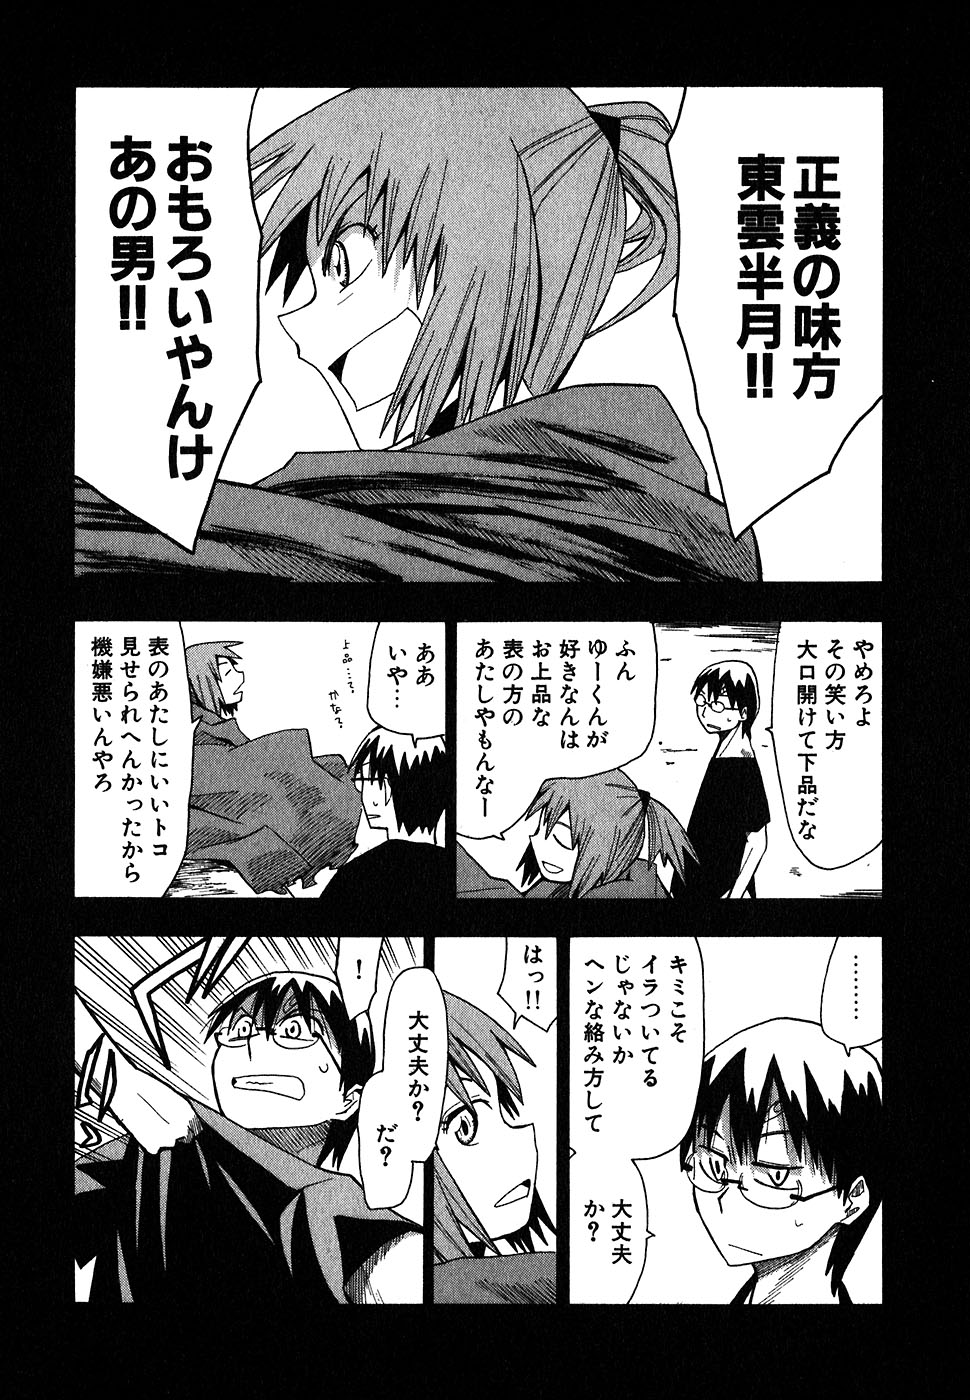 正義の味方
東雲半月!!
おもろいやんけ
あの男!!
やめろよ
その笑い方
大口開けて下品だな
ふん
ゆーくんが
好きなんは
お上品な
表の方の
あたしやもんなー
ああ
いや…
上品……
かなぁ?
表のあたしにいいトコ
見せられへんかったから
機嫌悪いんやろ
………
キミこそ
イラついてる
じゃないか
ヘンな絡み方して
大丈夫
か?
はっ!!
大丈夫か?
だ?
!